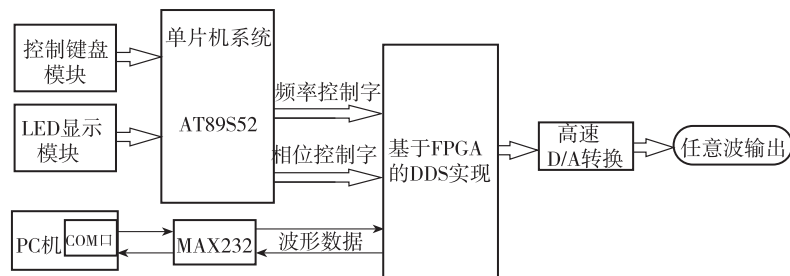 控制键盘
模块
LED显示
模块
单片机系统
AT89S52
频率控制字
相位控制字
基于FPGA
的DDS实现
高速
D/A转换
任意波输出
PC机
COM口
MAX232
波形数据